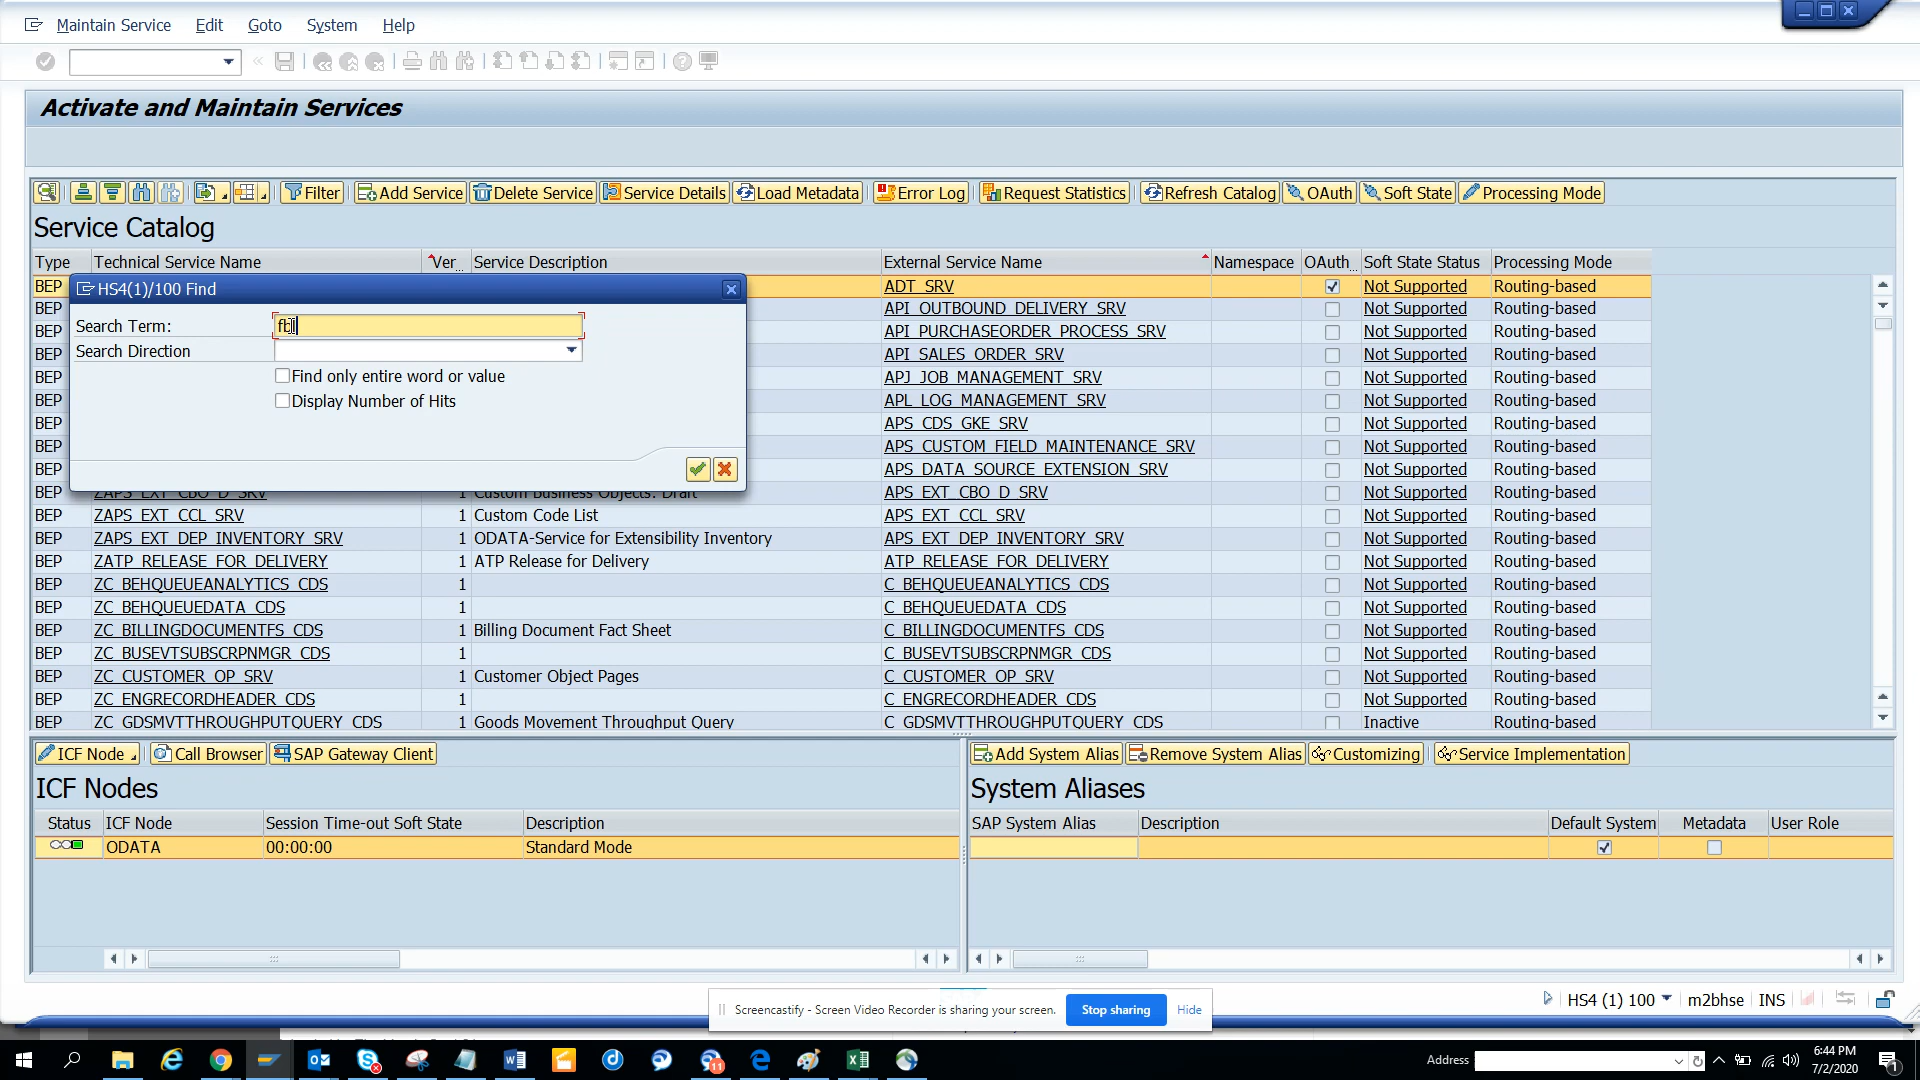 Maintain Service Edit Goto System Help
Activate and Maintain Services
Filter Add Service Delete Service Service Details Load Metadata Error Log Request Statistics Refresh Catalog OAuth Soft State Processing Mode
Service Catalog
Type Technical Service Name Ver... Service Description External Service Name Namespace OAuth... Soft State Status Processing Mode
BEP ADT_SRV Not Supported Routing-based
HS4(1)/100 Find
BEP API_OUTBOUND_DELIVERY_SRV Not Supported Routing-based
Search Term:
BEP API_PURCHASEORDER_PROCESS_SRV Not Supported Routing-based
Search Direction
BEP API_SALES_ORDER_SRV Not Supported Routing-based
Find only entire word or value
BEP APJ_JOB_MANAGEMENT_SRV Not Supported Routing-based
Display Number of Hits
BEP APL_LOG_MANAGEMENT_SRV Not Supported Routing-based
BEP APS_CDS_GKE_SRV Not Supported Routing-based
BEP APS_CUSTOM_FIELD_MAINTENANCE_SRV Not Supported Routing-based
BEP APS_DATA_SOURCE_EXTENSION_SRV Not Supported Routing-based
BEP ZAPS_EXT_CBO_D_SRV 1 Custom Business Objects: Draft APS_EXT_CBO_D_SRV Not Supported Routing-based
BEP ZAPS_EXT_CCL_SRV 1 Custom Code List APS_EXT_CCL_SRV Not Supported Routing-based
BEP ZAPS_EXT_DEP_INVENTORY_SRV 1 ODATA-Service for Extensibility Inventory APS_EXT_DEP_INVENTORY_SRV Not Supported Routing-based
BEP ZATP_RELEASE_FOR_DELIVERY 1 ATP Release for Delivery ATP_RELEASE_FOR_DELIVERY Not Supported Routing-based
BEP ZC_BEHQUEUEANALYTICS_CDS 1 C_BEHQUEUEANALYTICS_CDS Not Supported Routing-based
BEP ZC_BEHQUEUEDATA_CDS 1 C_BEHQUEUEDATA_CDS Not Supported Routing-based
BEP ZC_BILLINGDOCUMENTFS_CDS 1 Billing Document Fact Sheet C_BILLINGDOCUMENTFS_CDS Not Supported Routing-based
BEP ZC_BUSEVTSUBSCRPNMGR_CDS 1 C_BUSEVTSUBSCRPNMGR_CDS Not Supported Routing-based
BEP ZC_CUSTOMER_OP_SRV 1 Customer Object Pages C_CUSTOMER_OP_SRV Not Supported Routing-based
BEP ZC_ENGRECORDHEADER_CDS 1 C_ENGRECORDHEADER_CDS Not Supported Routing-based
BEP ZC_GDSMVTTHROUGHPUTQUERY_CDS 1 Goods Movement Throughput Query C_GDSMVTTHROUGHPUTQUERY_CDS Inactive Routing-based
ICF Node Call Browser SAP Gateway Client Add System Alias Remove System Alias Customizing Service Implementation
ICF Nodes System Aliases
Status ICF Node Session Time-out Soft State Description SAP System Alias Description Default System Metadata User Role
ODATA 00:00:00 Standard Mode
HS4 (1) 100 m2bhse INS
Screencastify - Screen Video Recorder is sharing your screen. Stop sharing Hide
Address
6:44 PM
7/2/2020
11
1